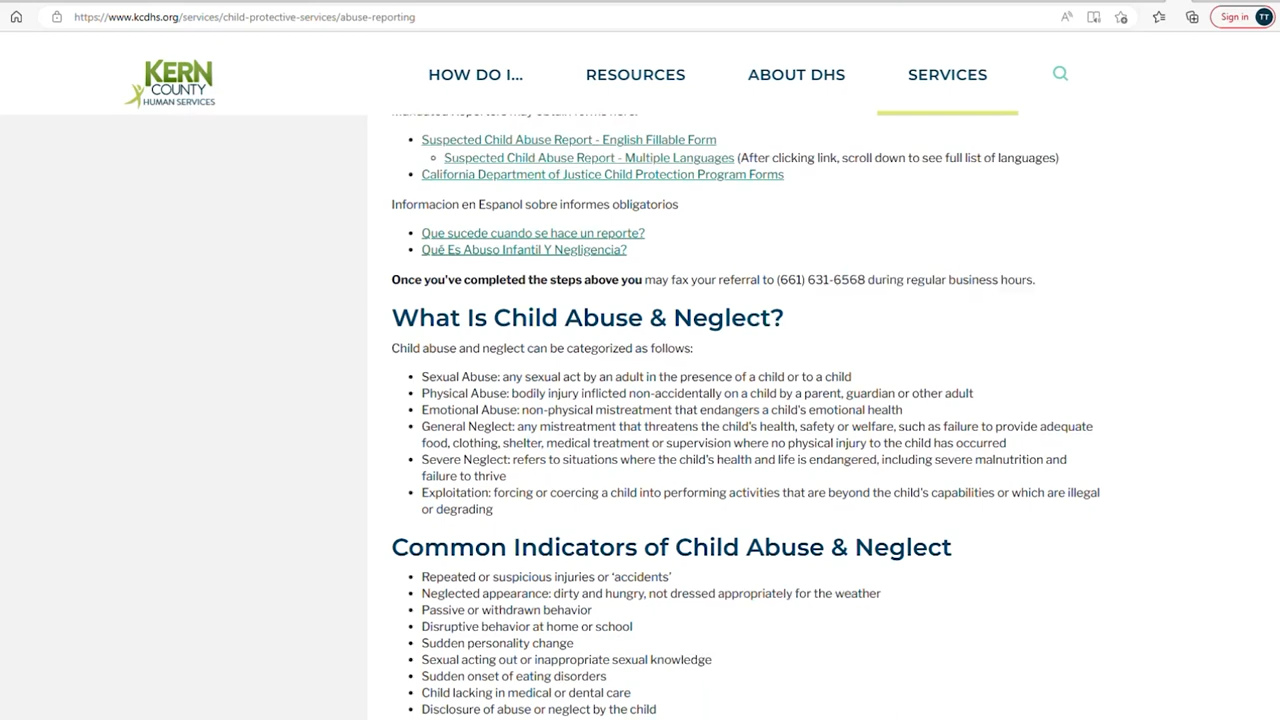 https://www.kcdhs.org/services/child-protective-services/abuse-reporting
Sign in TT
KERN
COUNTY
HUMAN SERVICES
HOW DO I...
RESOURCES
ABOUT DHS
SERVICES
Mandated Reporters may obtain forms here:
Suspected Child Abuse Report - English Fillable Form
Suspected Child Abuse Report - Multiple Languages (After clicking link, scroll down to see full list of languages)
California Department of Justice Child Protection Program Forms
Informacion en Espanol sobre informes obligatorios
Que sucede cuando se hace un reporte?
Qué Es Abuso Infantil Y Negligencia?
Once you've completed the steps above you may fax your referral to (661) 631-6568 during regular business hours.
What Is Child Abuse & Neglect?
Child abuse and neglect can be categorized as follows:
Sexual Abuse: any sexual act by an adult in the presence of a child or to a child
Physical Abuse: bodily injury inflicted non-accidentally on a child by a parent, guardian or other adult
Emotional Abuse: non-physical mistreatment that endangers a child's emotional health
General Neglect: any mistreatment that threatens the child's health, safety or welfare, such as failure to provide adequate
food, clothing, shelter, medical treatment or supervision where no physical injury to the child has occurred
Severe Neglect: refers to situations where the child's health and life is endangered, including severe malnutrition and
failure to thrive
Exploitation: forcing or coercing a child into performing activities that are beyond the child's capabilities or which are illegal
or degrading
Common Indicators of Child Abuse & Neglect
Repeated or suspicious injuries or 'accidents'
Neglected appearance: dirty and hungry, not dressed appropriately for the weather
Passive or withdrawn behavior
Disruptive behavior at home or school
Sudden personality change
Sexual acting out or inappropriate sexual knowledge
Sudden onset of eating disorders
Child lacking in medical or dental care
Disclosure of abuse or neglect by the child